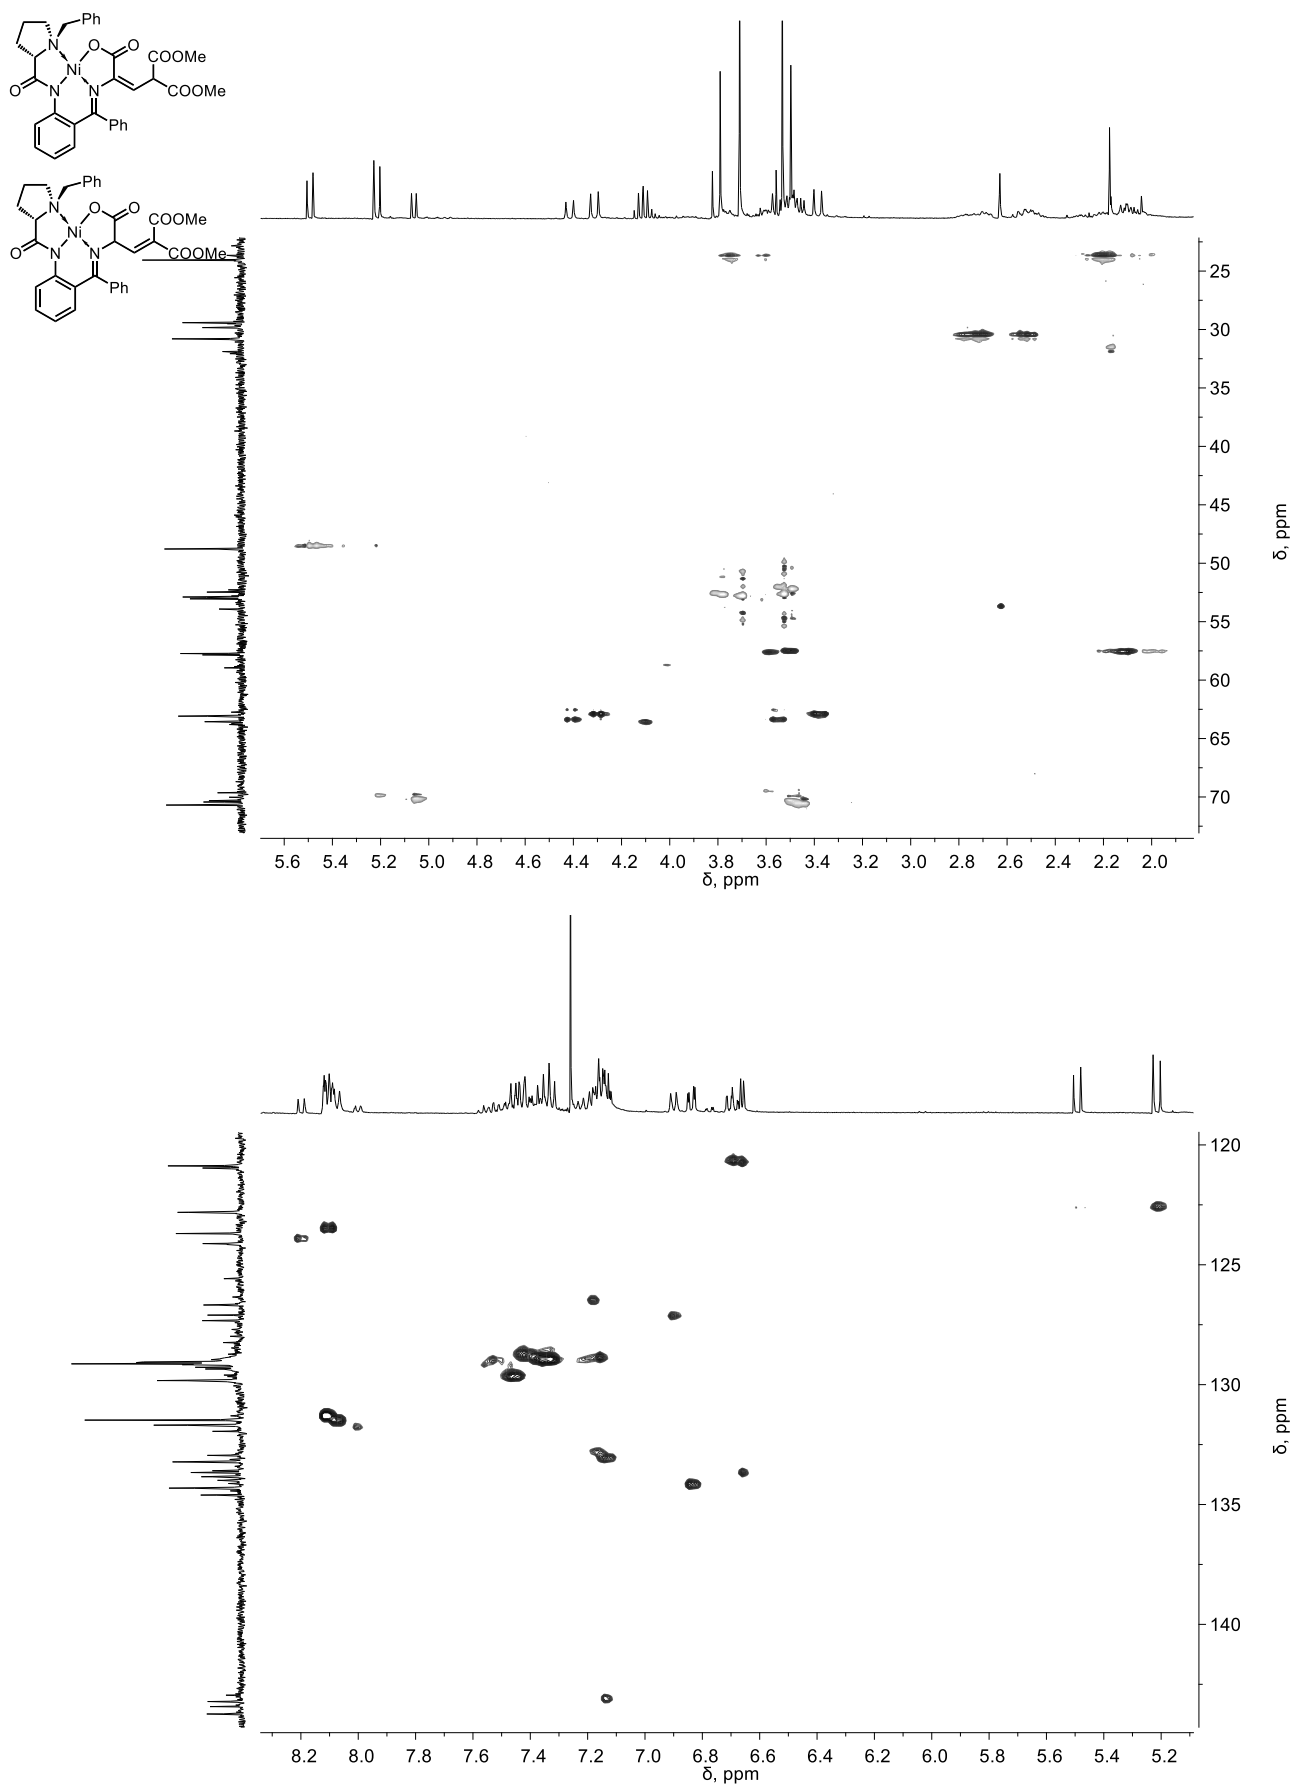 Ph
N
O
O
COOMe
Ni
O
N
N
COOMe
Ph
Ph
N
O
O
COOMe
Ni
O
N
N
COOMe
Ph
25
30
35
40
45
50
55
60
65
70
δ, ppm
5.6 5.4 5.2 5.0 4.8 4.6 4.4 4.2 4.0 3.8 3.6 3.4 3.2 3.0 2.8 2.6 2.4 2.2 2.0
δ, ppm
120
125
130
135
140
δ, ppm
8.2 8.0 7.8 7.6 7.4 7.2 7.0 6.8 6.6 6.4 6.2 6.0 5.8 5.6 5.4 5.2
δ, ppm